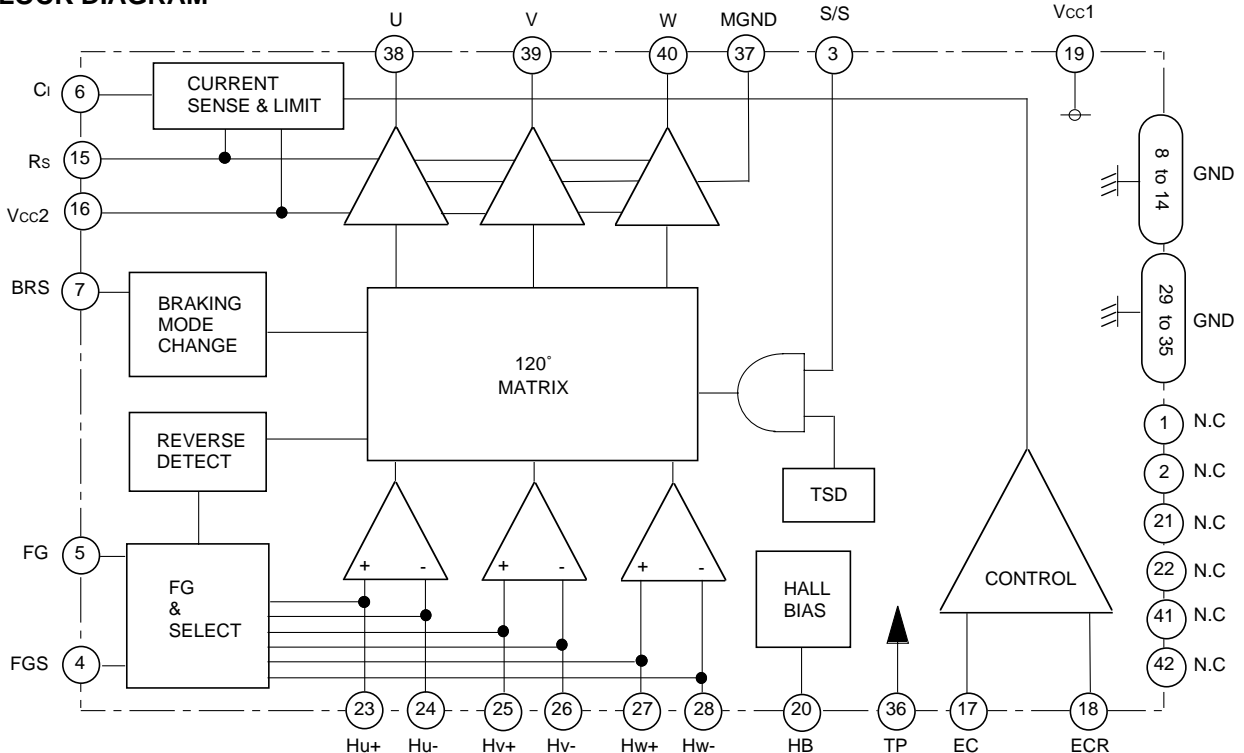 LOCK DIAGRAM
U V W MGND S/S Vcc1
38 39 40 37 3 19
CI 6
CURRENT
SENSE & LIMIT
Rs 15
Vcc2 16
8 to 14 GND
BRS 7
BRAKING
MODE
CHANGE
29 to 35 GND
120°
MATRIX
REVERSE
DETECT
1 N.C
2 N.C
TSD
21 N.C
FG 5
+ - + - + -
22 N.C
FG
&
SELECT
HALL
BIAS
CONTROL
41 N.C
FGS 4
42 N.C
23 24 25 26 27 28 20 36 17 18
Hu+ Hu- Hv+ Hv- Hw+ Hw- HB TP EC ECR